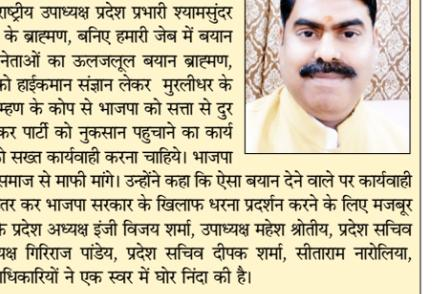 राष्ट्रीय उपाध्यक्ष प्रदेश प्रभारी श्यामसुंदर
के ब्राह्मण, बनिए हमारी जेब में बयान
नेताओं का ऊलजलूल बयान ब्राह्मण,
को हाईकमान संज्ञान लेकर मुरलीधर के
म्हण के कोप से भाजपा को सत्ता से दुर
कर पार्टी को नुकसान पहुचाने का कार्य
ो सख्त कार्यवाही करना चाहिये। भाजपा
समाज से माफी मांगे। उन्होंने कहा कि ऐसा बयान देने वाले पर कार्यवाही
तर कर भाजपा सरकार के खिलाफ धरना प्रदर्शन करने के लिए मजबूर
के प्रदेश अध्यक्ष इंजी विजय शर्मा, उपाध्यक्ष महेश श्रोतीय, प्रदेश सचिव
यक्ष गिरिराज पांडेय, प्रदेश सचिव दीपक शर्मा, सीताराम नारोलिया,
ाधिकारियों ने एक स्वर में घोर निंदा की है।